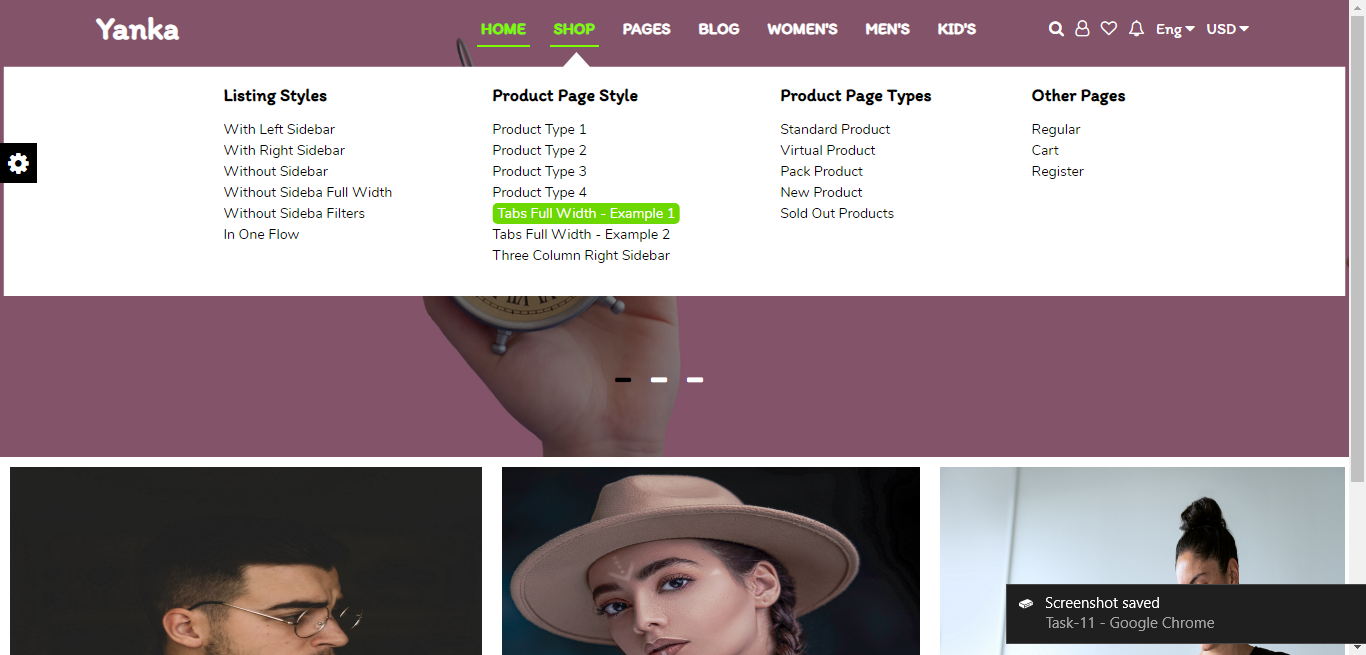 Yanka HOME SHOP PAGES BLOG WOMEN'S MEN'S KID'S Eng USD
Listing Styles
With Left Sidebar
With Right Sidebar
Without Sidebar
Without Sideba Full Width
Without Sideba Filters
In One Flow
Product Page Style
Product Type 1
Product Type 2
Product Type 3
Product Type 4
Tabs Full Width - Example 1
Tabs Full Width - Example 2
Three Column Right Sidebar
Product Page Types
Standard Product
Virtual Product
Pack Product
New Product
Sold Out Products
Other Pages
Regular
Cart
Register
Screenshot saved
Task-11 - Google Chrome